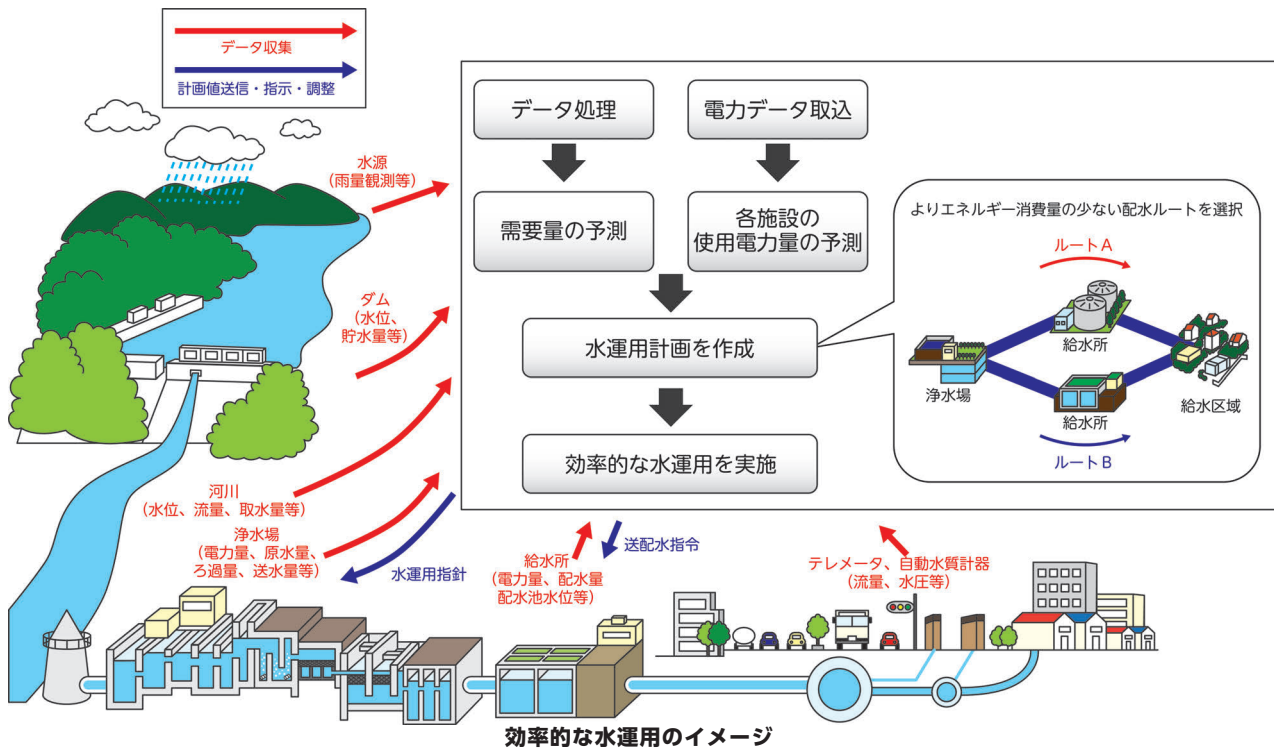 データ収集
計画値送信・指示・調整
水源
（雨量観測等）
ダム
（水位、
貯水量等）
河川
（水位、流量、取水量等）
浄水場
（電力量、原水量、
ろ過量、送水量等）
水運用指針
給水所
（電力量、配水量
配水池水位等）
送配水指令
テレメータ、自動水質計器
（流量、水圧等）
データ処理
電力データ取込
需要量の予測
各施設の
使用電力量の予測
水運用計画を作成
効率的な水運用を実施
よりエネルギー消費量の少ない配水ルートを選択
ルートA
給水所
浄水場
給水区域
給水所
ルートB
効率的な水運用のイメージ